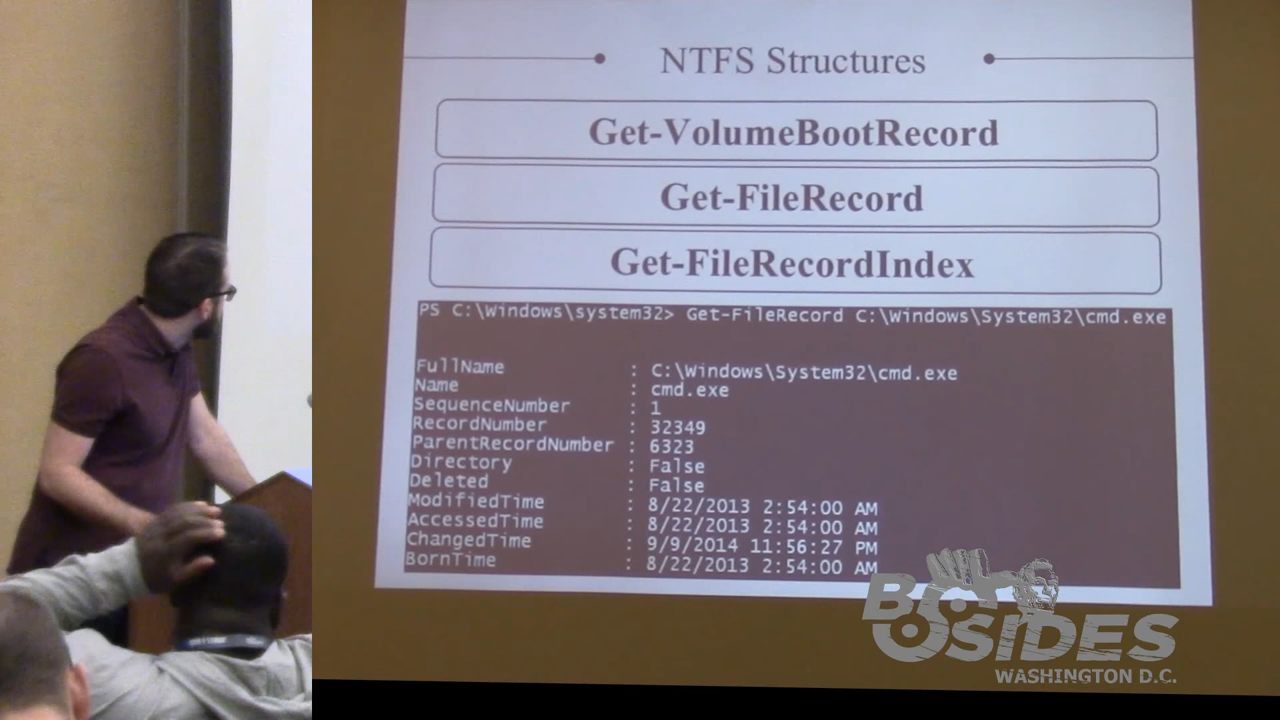 NTFS Structures
Get-VolumeBootRecord
Get-FileRecord
Get-FileRecordIndex
PS C:\Windows\system32> Get-FileRecord C:\Windows\System32\cmd.exe
FullName : C:\Windows\System32\cmd.exe
Name : cmd.exe
SequenceNumber : 1
RecordNumber : 32349
ParentRecordNumber : 6323
Directory : False
Deleted : False
ModifiedTime : 8/22/2013 2:54:00 AM
AccessedTime : 8/22/2013 2:54:00 AM
ChangedTime : 9/9/2014 11:56:27 PM
BornTime : 8/22/2013 2:54:00 AM
BSIDES
WASHINGTON D.C.